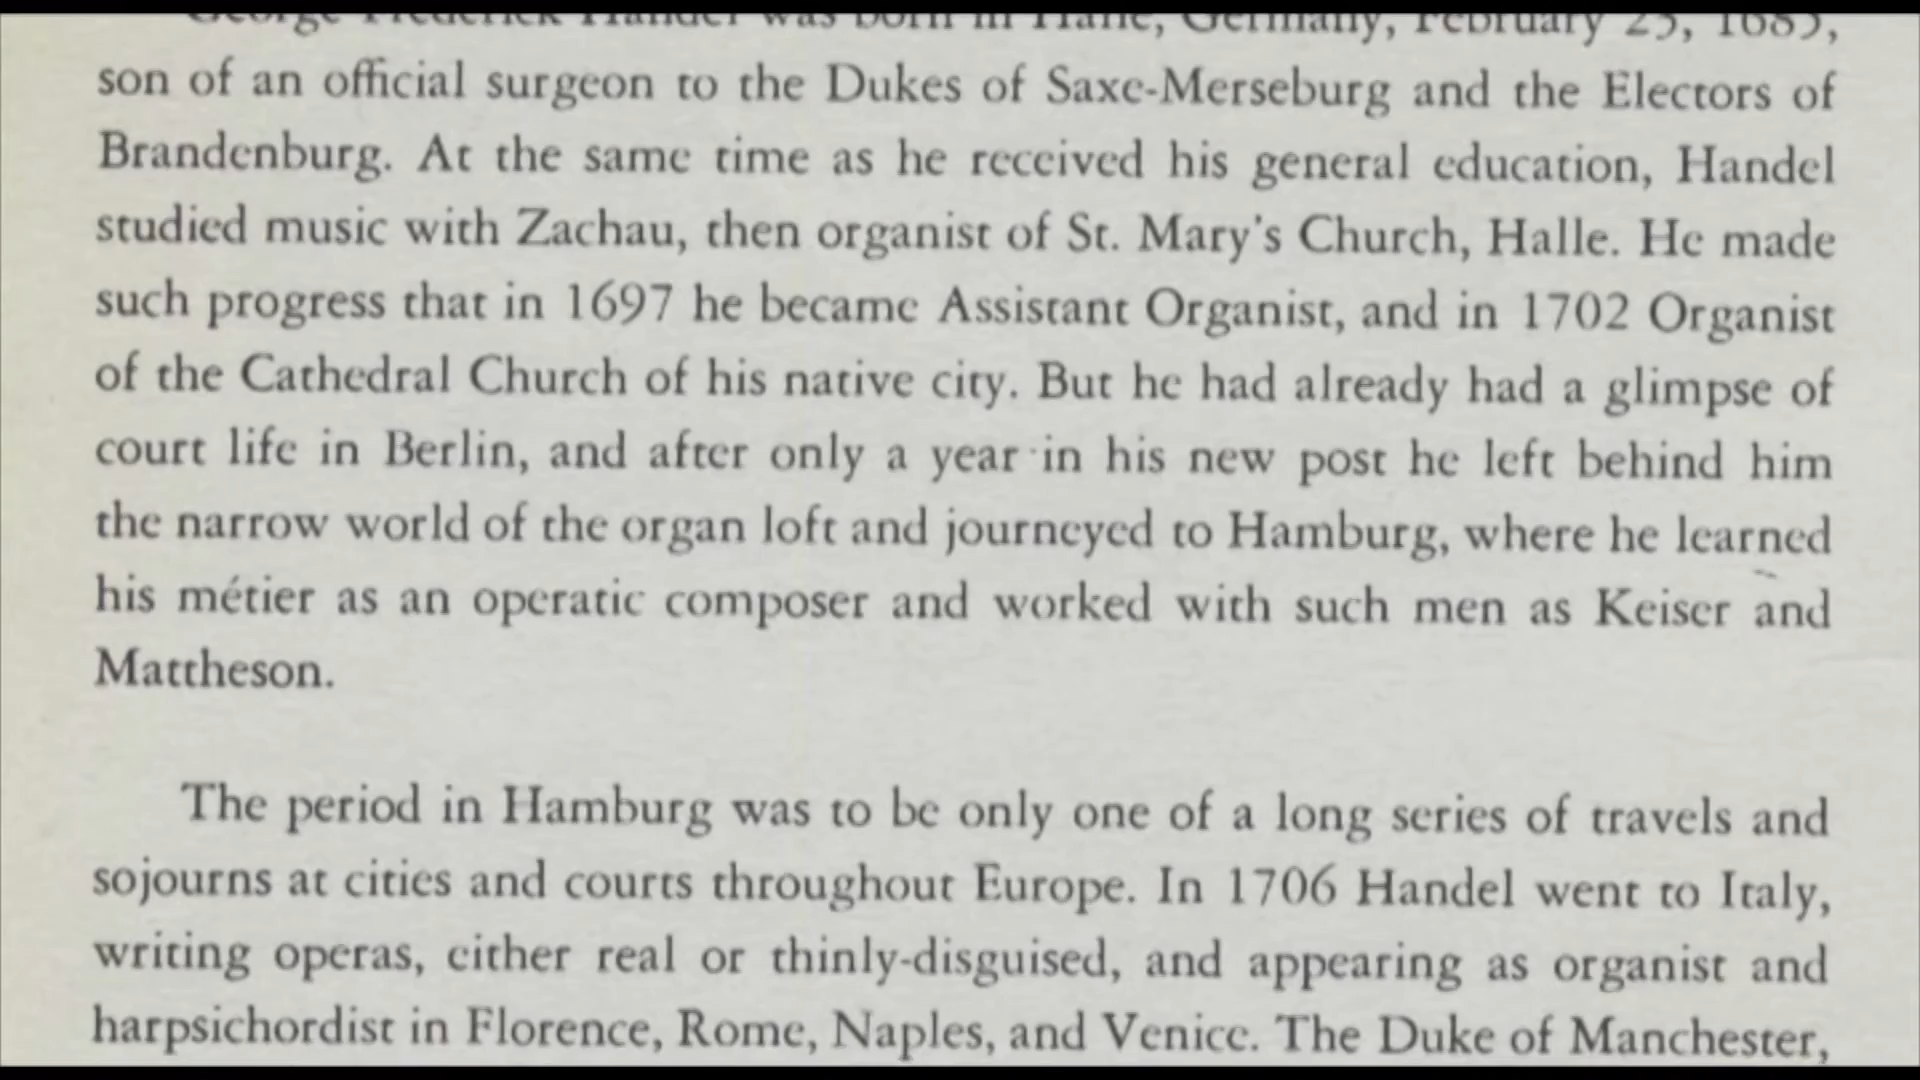 George Frederick Handel was born in Halle, Germany, February 23, 1685,
son of an official surgeon to the Dukes of Saxe-Merseburg and the Electors of
Brandenburg. At the same time as he received his general education, Handel
studied music with Zachau, then organist of St. Mary's Church, Halle. He made
such progress that in 1697 he became Assistant Organist, and in 1702 Organist
of the Cathedral Church of his native city. But he had already had a glimpse of
court life in Berlin, and after only a year in his new post he left behind him
the narrow world of the organ loft and journeyed to Hamburg, where he learned
his métier as an operatic composer and worked with such men as Keiser and
Mattheson.
The period in Hamburg was to be only one of a long series of travels and
sojourns at cities and courts throughout Europe. In 1706 Handel went to Italy,
writing operas, either real or thinly-disguised, and appearing as organist and
harpsichordist in Florence, Rome, Naples, and Venice. The Duke of Manchester,